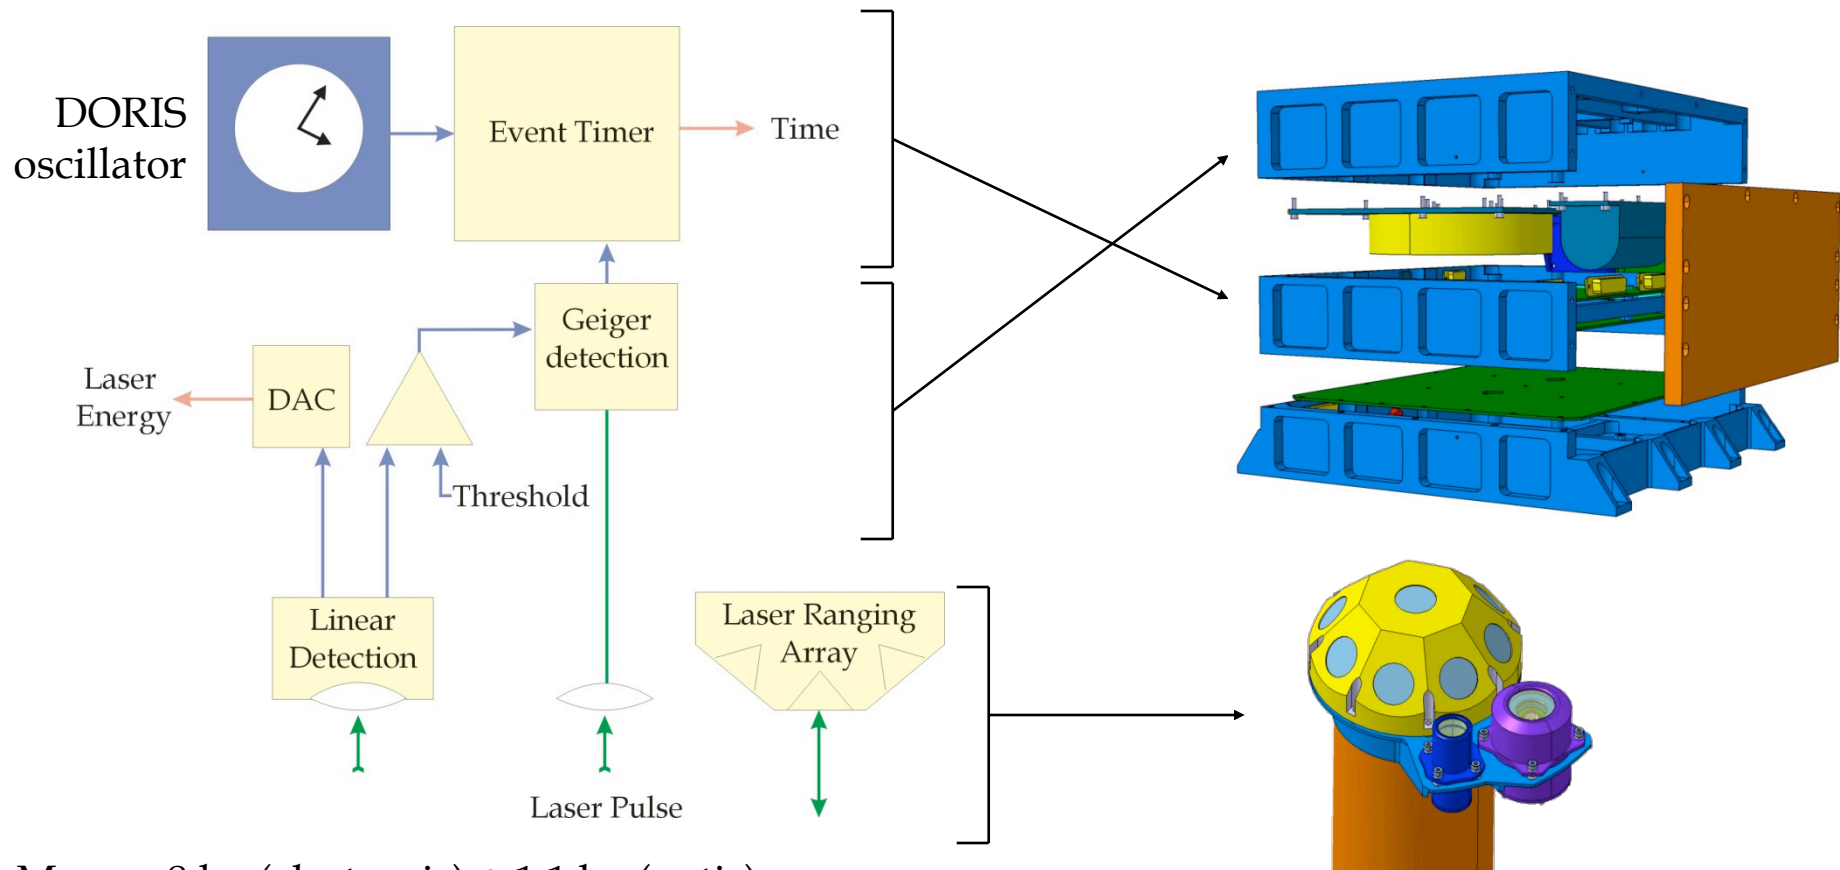 DORIS
oscillator
Event Timer
Time
Geiger
detection
Laser
Energy
DAC
Threshold
Linear
Detection
Laser Ranging
Array
Laser Pulse